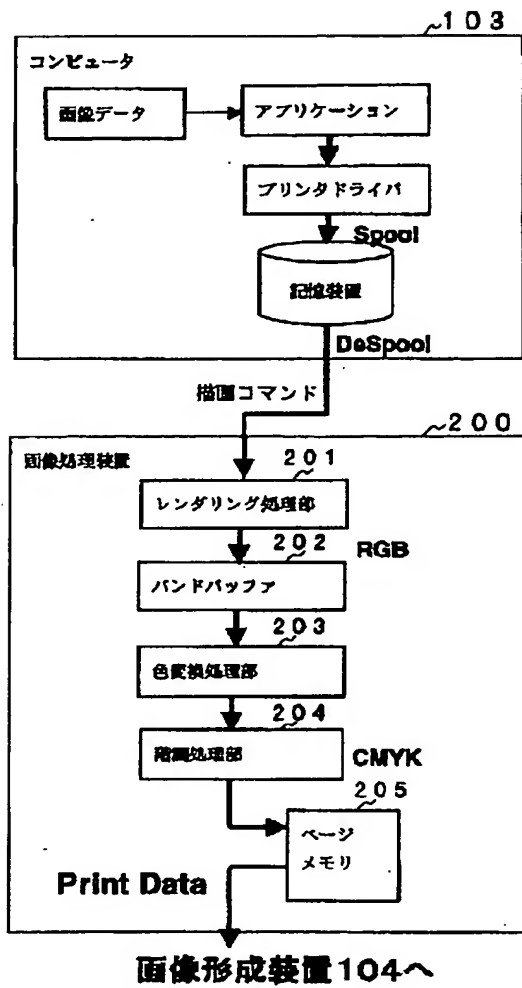 103
コンピュータ
画像データ
アプリケーション
プリンタドライバ
Spool
記憶装置
DeSpool
描画コマンド
200
画像処理装置
201
レンダリング処理部
202
RGB
バンドバッファ
203
色変換処理部
204
階調処理部
CMYK
205
ページ
メモリ
Print Data
画像形成装置104へ